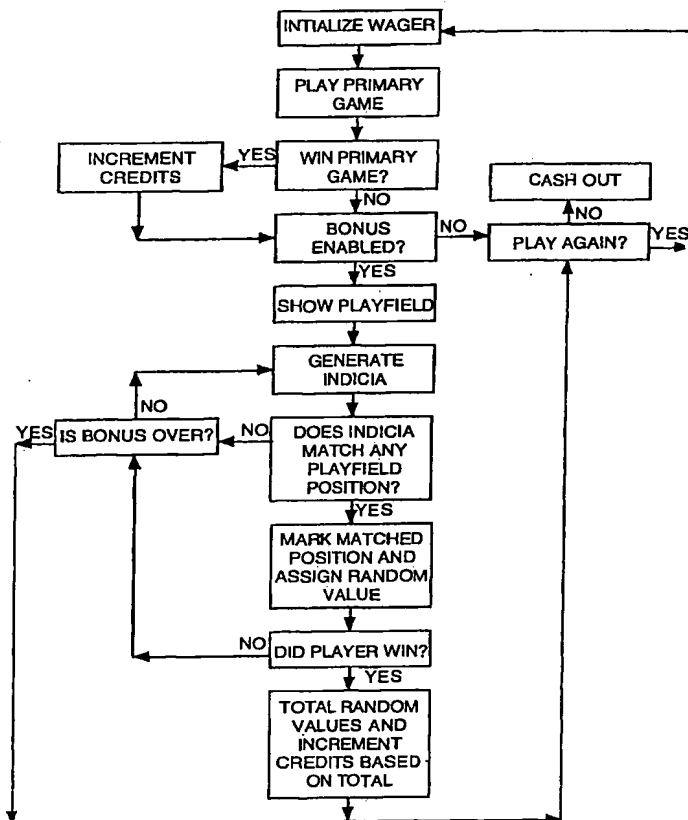 INTIALIZE WAGER
PLAY PRIMARY
GAME
INCREMENT
CREDITS
YES
WIN PRIMARY
GAME?
CASH OUT
NO
NO
BONUS
ENABLED?
NO
PLAY AGAIN?
YES
YES
SHOW PLAYFIELD
GENERATE
INDICIA
NO
YES
IS BONUS OVER?
NO
DOES INDICIA
MATCH ANY
PLAYFIELD
POSITION?
YES
MARK MATCHED
POSITION AND
ASSIGN RANDOM
VALUE
NO
DID PLAYER WIN?
YES
TOTAL RANDOM
VALUES AND
INCREMENT
CREDITS BASED
ON TOTAL